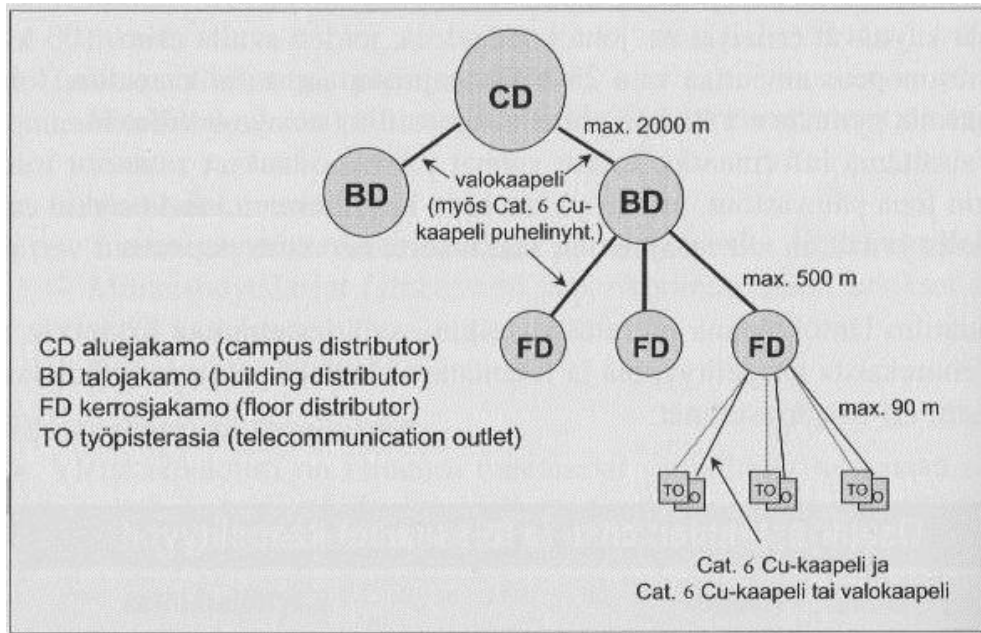 CD
max. 2000 m
BD
valokaapeli
(myös Cat. 6 Cu-
kaapeli puhelinyht.)
BD
max. 500 m
FD
FD
FD
CD aluejakamo (campus distributor)
BD talojakamo (building distributor)
FD kerrosjakamo (floor distributor)
TO työpisterasia (telecommunication outlet)
max. 90 m
TO O
TO O
TO O
Cat. 6 Cu-kaapeli ja
Cat. 6 Cu-kaapeli tai valokaapeli